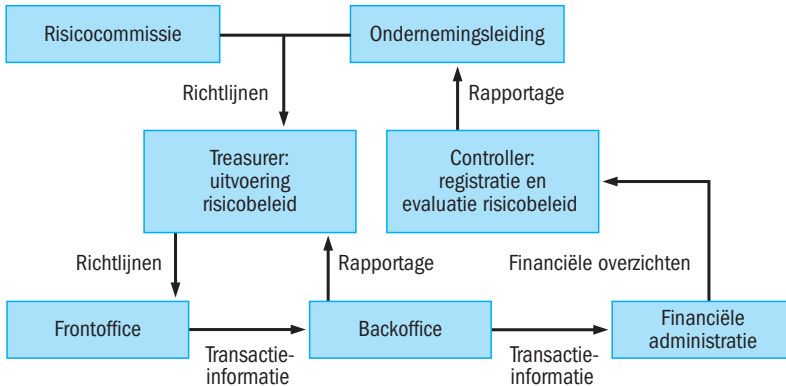 Risicocommissie
Ondernemingsleiding
Richtlijnen
Rapportage
Treasurer:
uitvoering
risicobeleid
Controller:
registratie en
evaluatie risicobeleid
Richtlijnen
Rapportage
Financiële overzichten
Frontoffice
Backoffice
Financiële
administratie
Transactie-
informatie
Transactie-
informatie